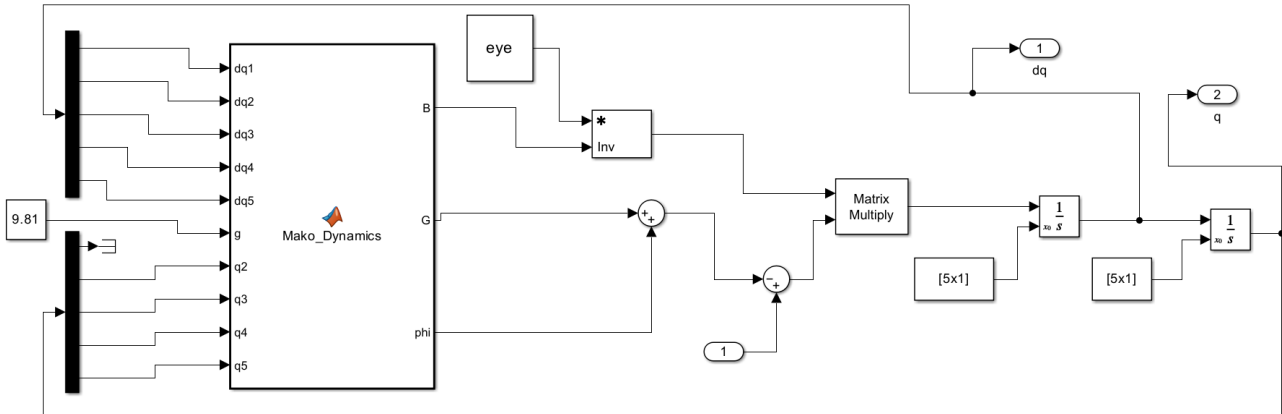 eye
1
dq
dq1
dq2
dq3
dq4
dq5
g
q2
q3
q4
q5
B
G
phi
Mako_Dynamics
9.81
*
Inv
+
+
−
+
1
Matrix
Multiply
1
s
x₀
[5x1]
1
s
x₀
[5x1]
2
q